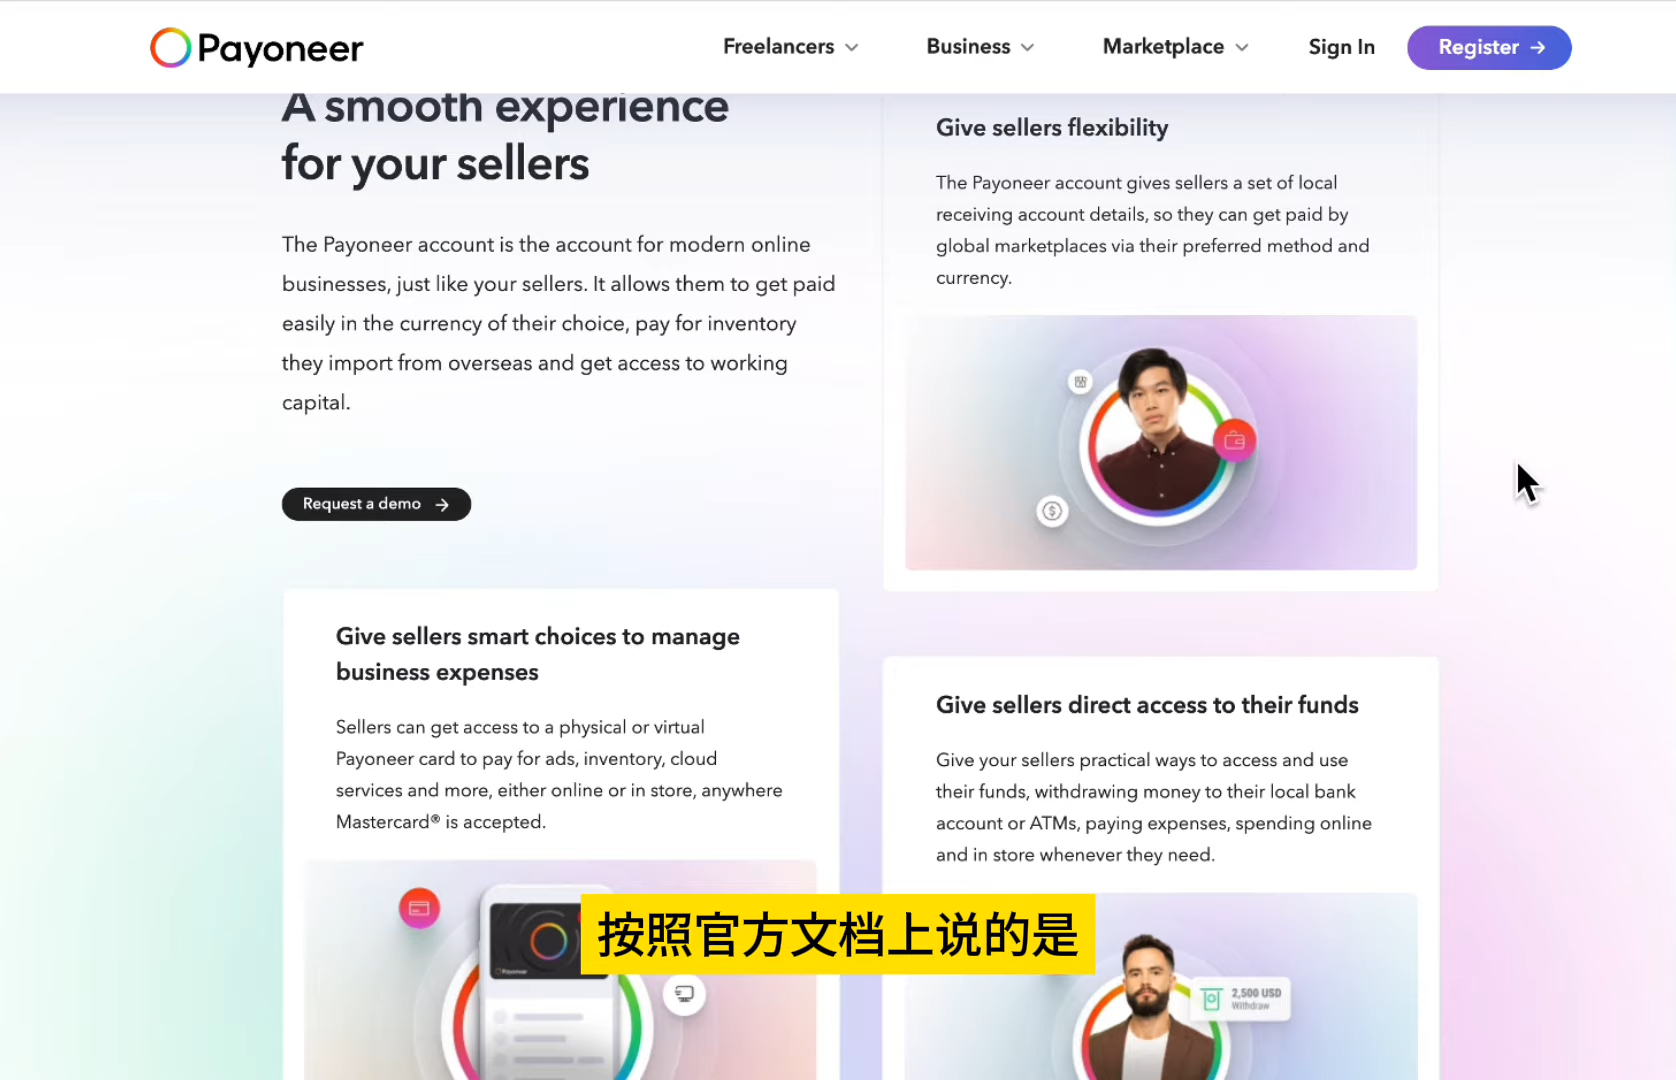 Payoneer
Freelancers
Business
Marketplace
Sign In
Register
A smooth experience
for your sellers
The Payoneer account is the account for modern online
businesses, just like your sellers. It allows them to get paid
easily in the currency of their choice, pay for inventory
they import from overseas and get access to working
capital.
Request a demo
Give sellers flexibility
The Payoneer account gives sellers a set of local
receiving account details, so they can get paid by
global marketplaces via their preferred method and
currency.
Give sellers smart choices to manage
business expenses
Sellers can get access to a physical or virtual
Payoneer card to pay for ads, inventory, cloud
services and more, either online or in store, anywhere
Mastercard® is accepted.
Payoneer
Give sellers direct access to their funds
Give your sellers practical ways to access and use
their funds, withdrawing money to their local bank
account or ATMs, paying expenses, spending online
and in store whenever they need.
2,500 USD
Withdraw
按照官方文档上说的是